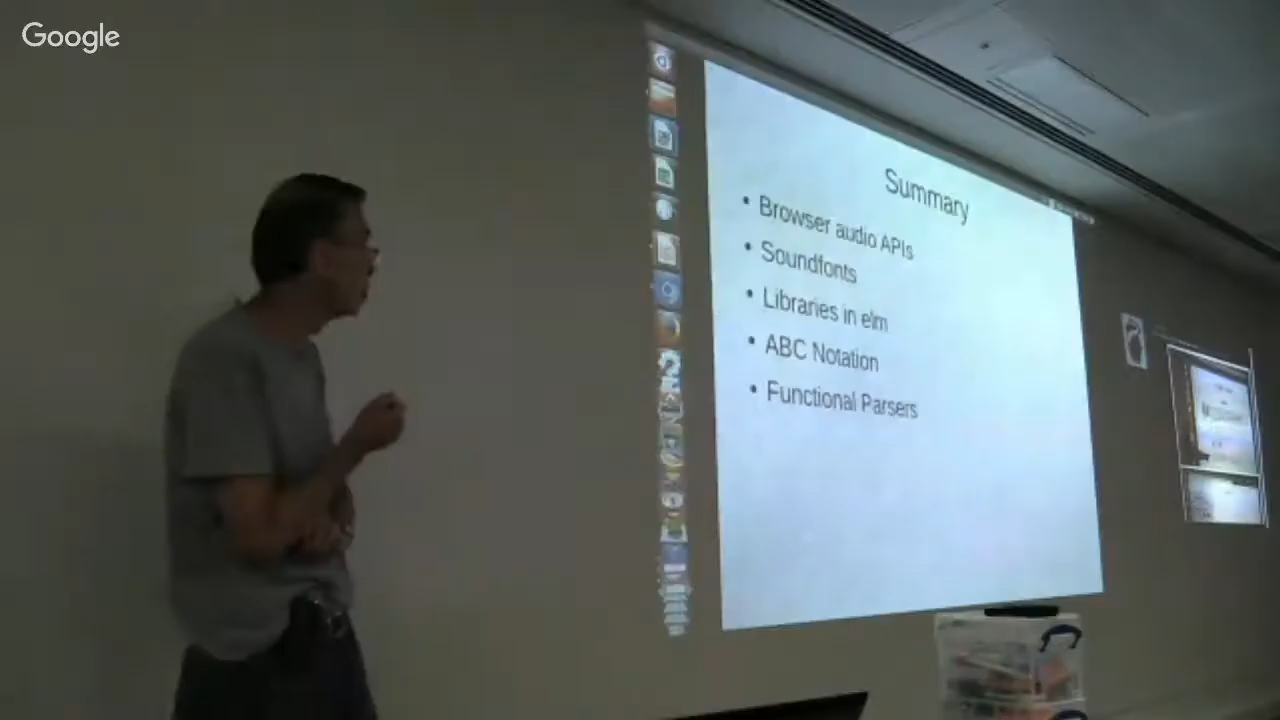 Google
Summary
• Browser audio APIs
• Soundfonts
• Libraries in elm
• ABC Notation
• Functional Parsers